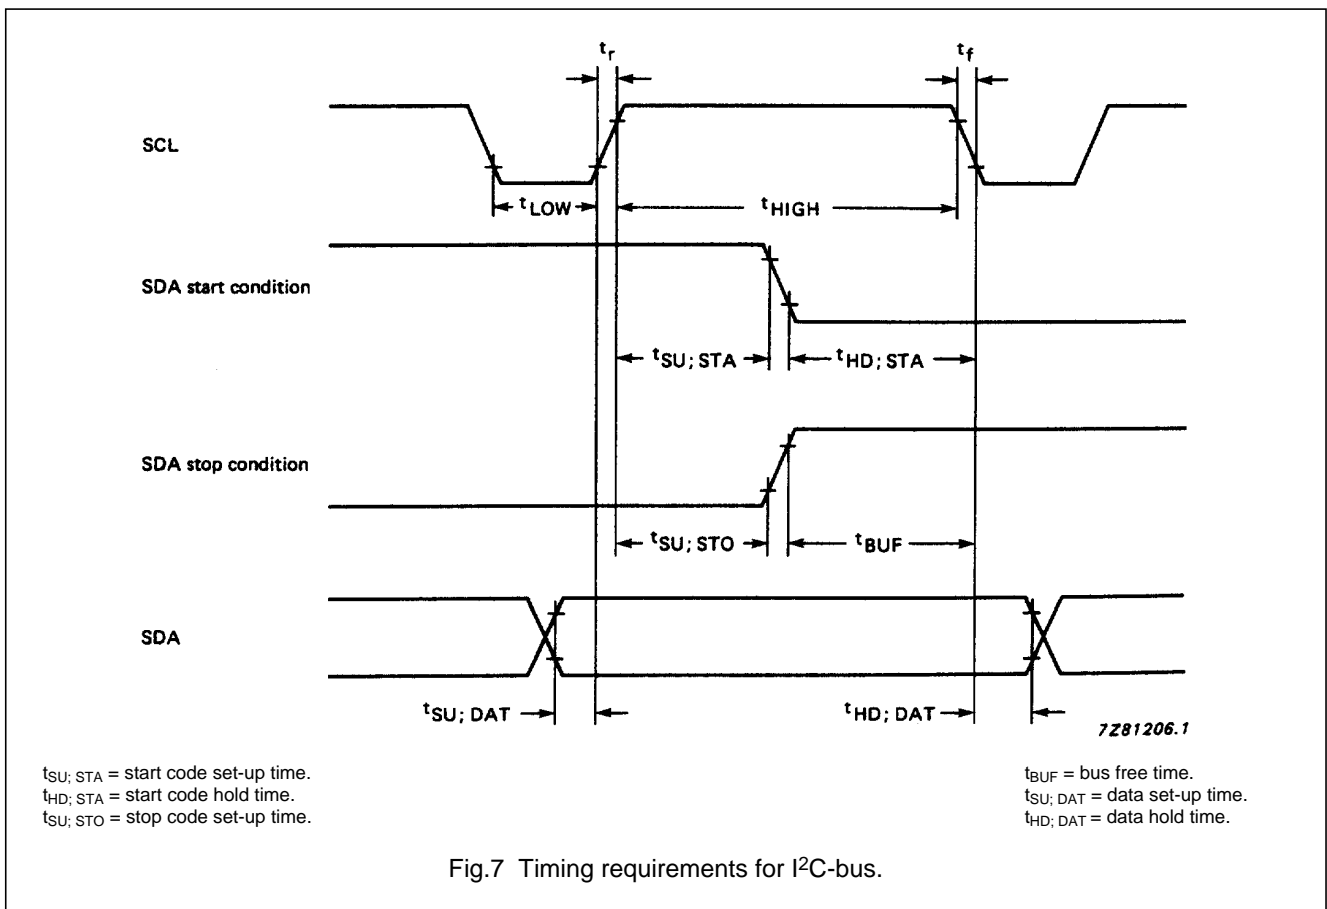 tr
tf
SCL
tLOW
tHIGH
SDA start condition
tSU; STA
tHD; STA
SDA stop condition
tSU; STO
tBUF
SDA
tSU; DAT
tHD; DAT
7Z81206.1
tSU; STA = start code set-up time.
tHD; STA = start code hold time.
tSU; STO = stop code set-up time.
tBUF = bus free time.
tSU; DAT = data set-up time.
tHD; DAT = data hold time.
Fig.7 Timing requirements for I²C-bus.